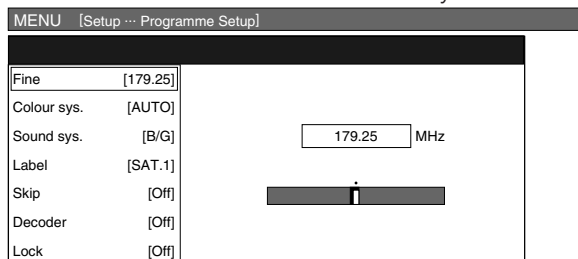 MENU [Setup ··· Programme Setup]
Fine [179.25]
Colour sys. [AUTO]
Sound sys. [B/G]
179.25 MHz
Label [SAT.1]
Skip [Off]
Decoder [Off]
Lock [Off]